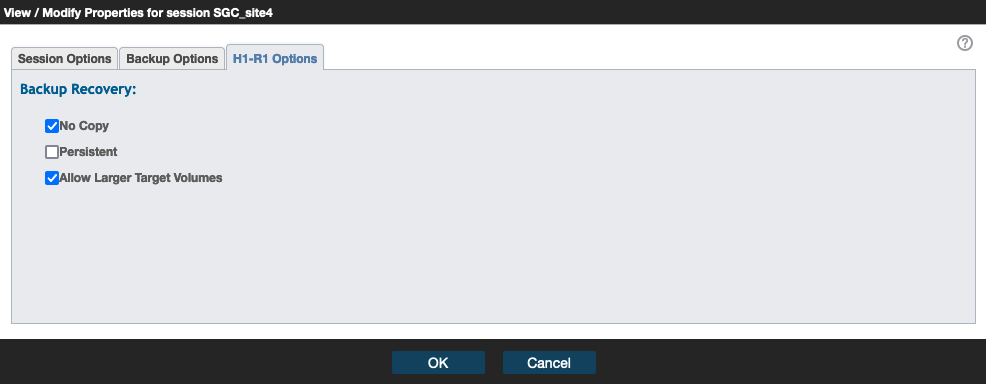 View / Modify Properties for session SGC_site4
?
Session Options Backup Options H1-R1 Options
Backup Recovery:
No Copy
Persistent
Allow Larger Target Volumes
OK Cancel